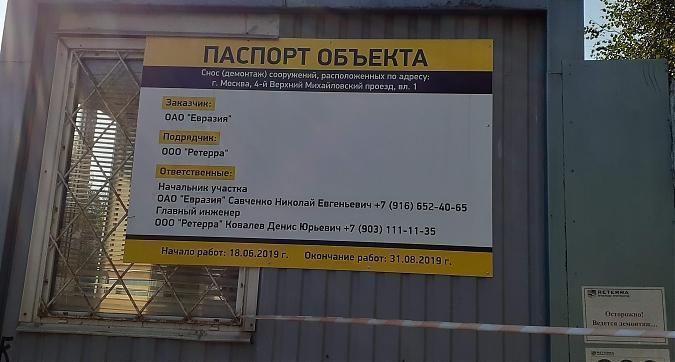 ПАСПОРТ ОБЪЕКТА
Снос (демонтаж) сооружений, расположенных по адресу:
г. Москва, 4-й Верхний Михайловский проезд, вл. 1
Заказчик:
ОАО "Евразия"
Подрядчик:
ООО "Ретерра"
Ответственные:
Начальник участка
ОАО "Евразия" Савченко Николай Евгеньевич +7 (916) 652-40-65
Главный инженер
ООО "Ретерра" Ковалев Денис Юрьевич +7 (903) 111-11-35
Начало работ: 18.06.2019 г. Окончание работ: 31.08.2019 г.
RETERRA
Осторожно!
Ведется демонтаж...